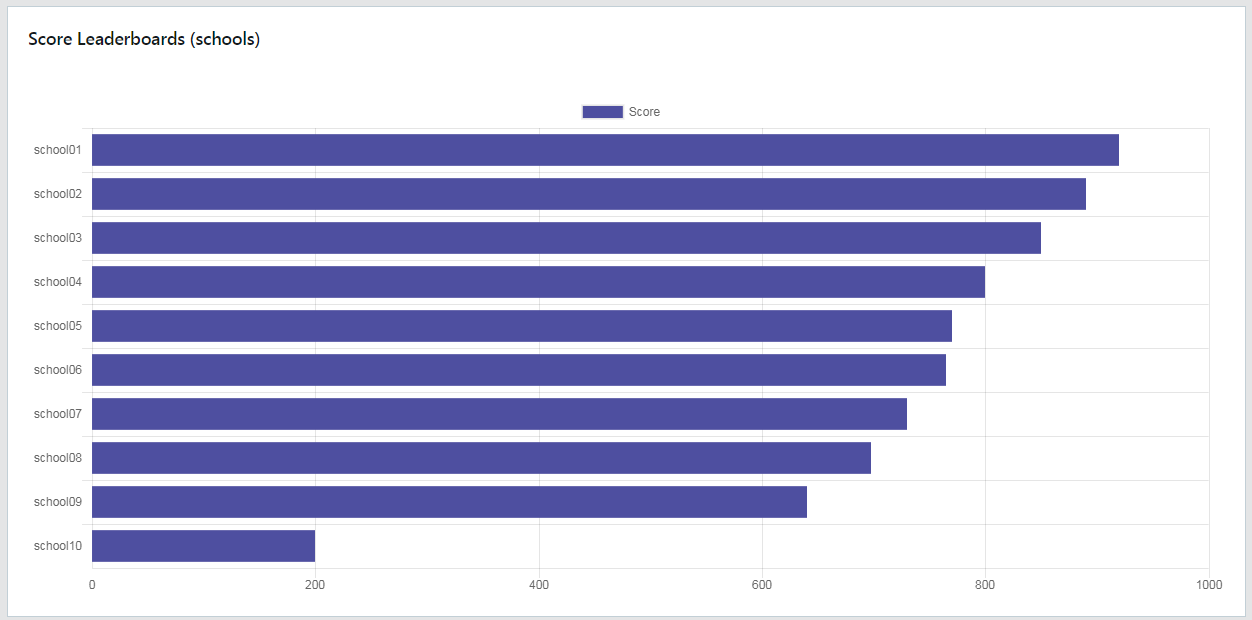 Score Leaderboards (schools)
Score
school01
school02
school03
school04
school05
school06
school07
school08
school09
school10
0 200 400 600 800 1000